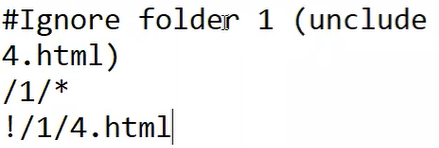 #Ignore folder 1 (unclude
4.html)
/1/*
!/1/4.html